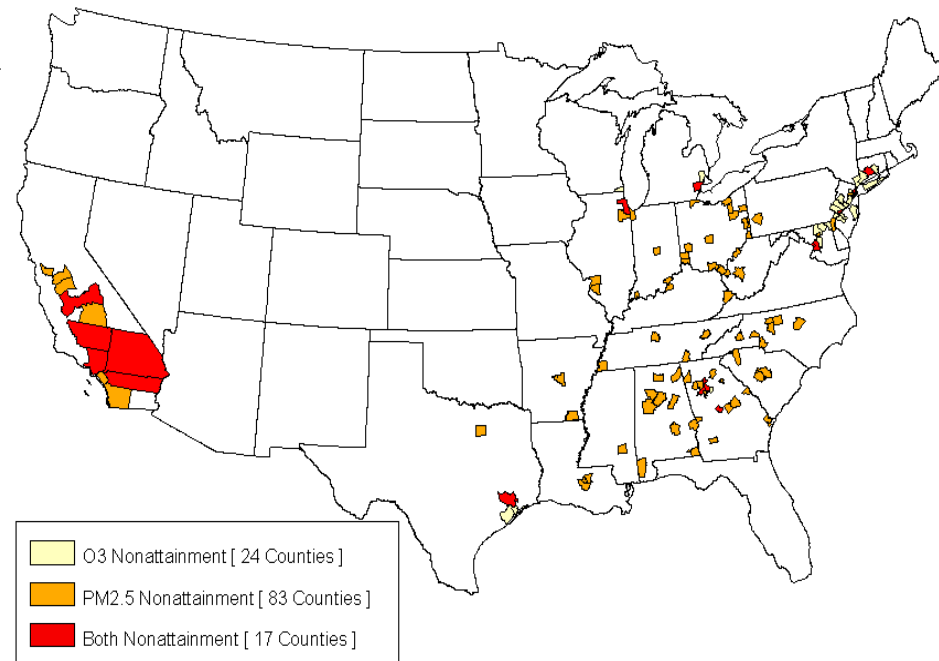 O3 Nonattainment [ 24 Counties ]
PM2.5 Nonattainment [ 83 Counties ]
Both Nonattainment [ 17 Counties ]